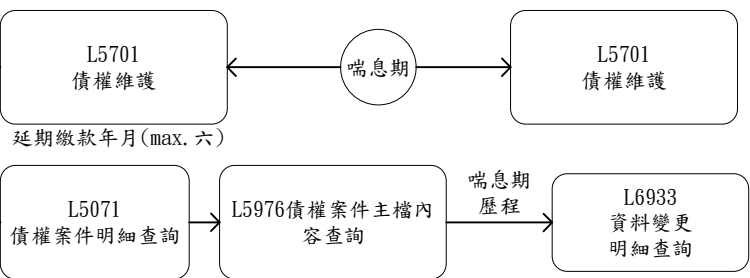 L5701
債權維護
喘息期
L5701
債權維護
延期繳款年月(max.六)
L5071
債權案件明細查詢
L5976債權案件主檔內
容查詢
喘息期
歷程
L6933
資料變更
明細查詢